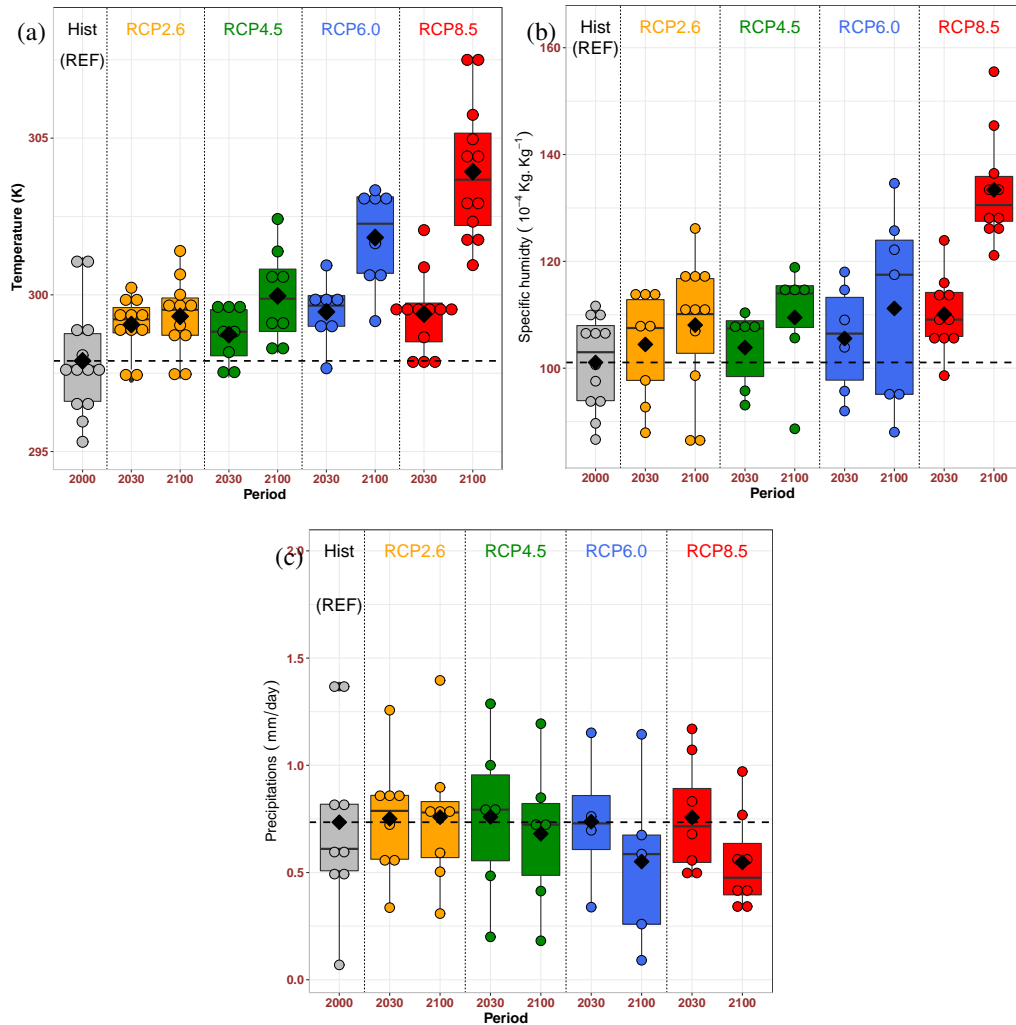 (a)
Hist RCP2.6 RCP4.5 RCP6.0 RCP8.5
(REF)
305
300
295
Temperature (K)
2000 2030 2100 2030 2100 2030 2100 2030 2100
Period
(b)
Hist RCP2.6 RCP4.5 RCP6.0 RCP8.5
(REF)
160
140
120
100
Specific humidty ( 10⁻⁴ Kg. Kg⁻¹)
2000 2030 2100 2030 2100 2030 2100 2030 2100
Period
(c)
Hist RCP2.6 RCP4.5 RCP6.0 RCP8.5
(REF)
2.0
1.5
1.0
0.5
0.0
Precipitations ( mm/day)
2000 2030 2100 2030 2100 2030 2100 2030 2100
Period